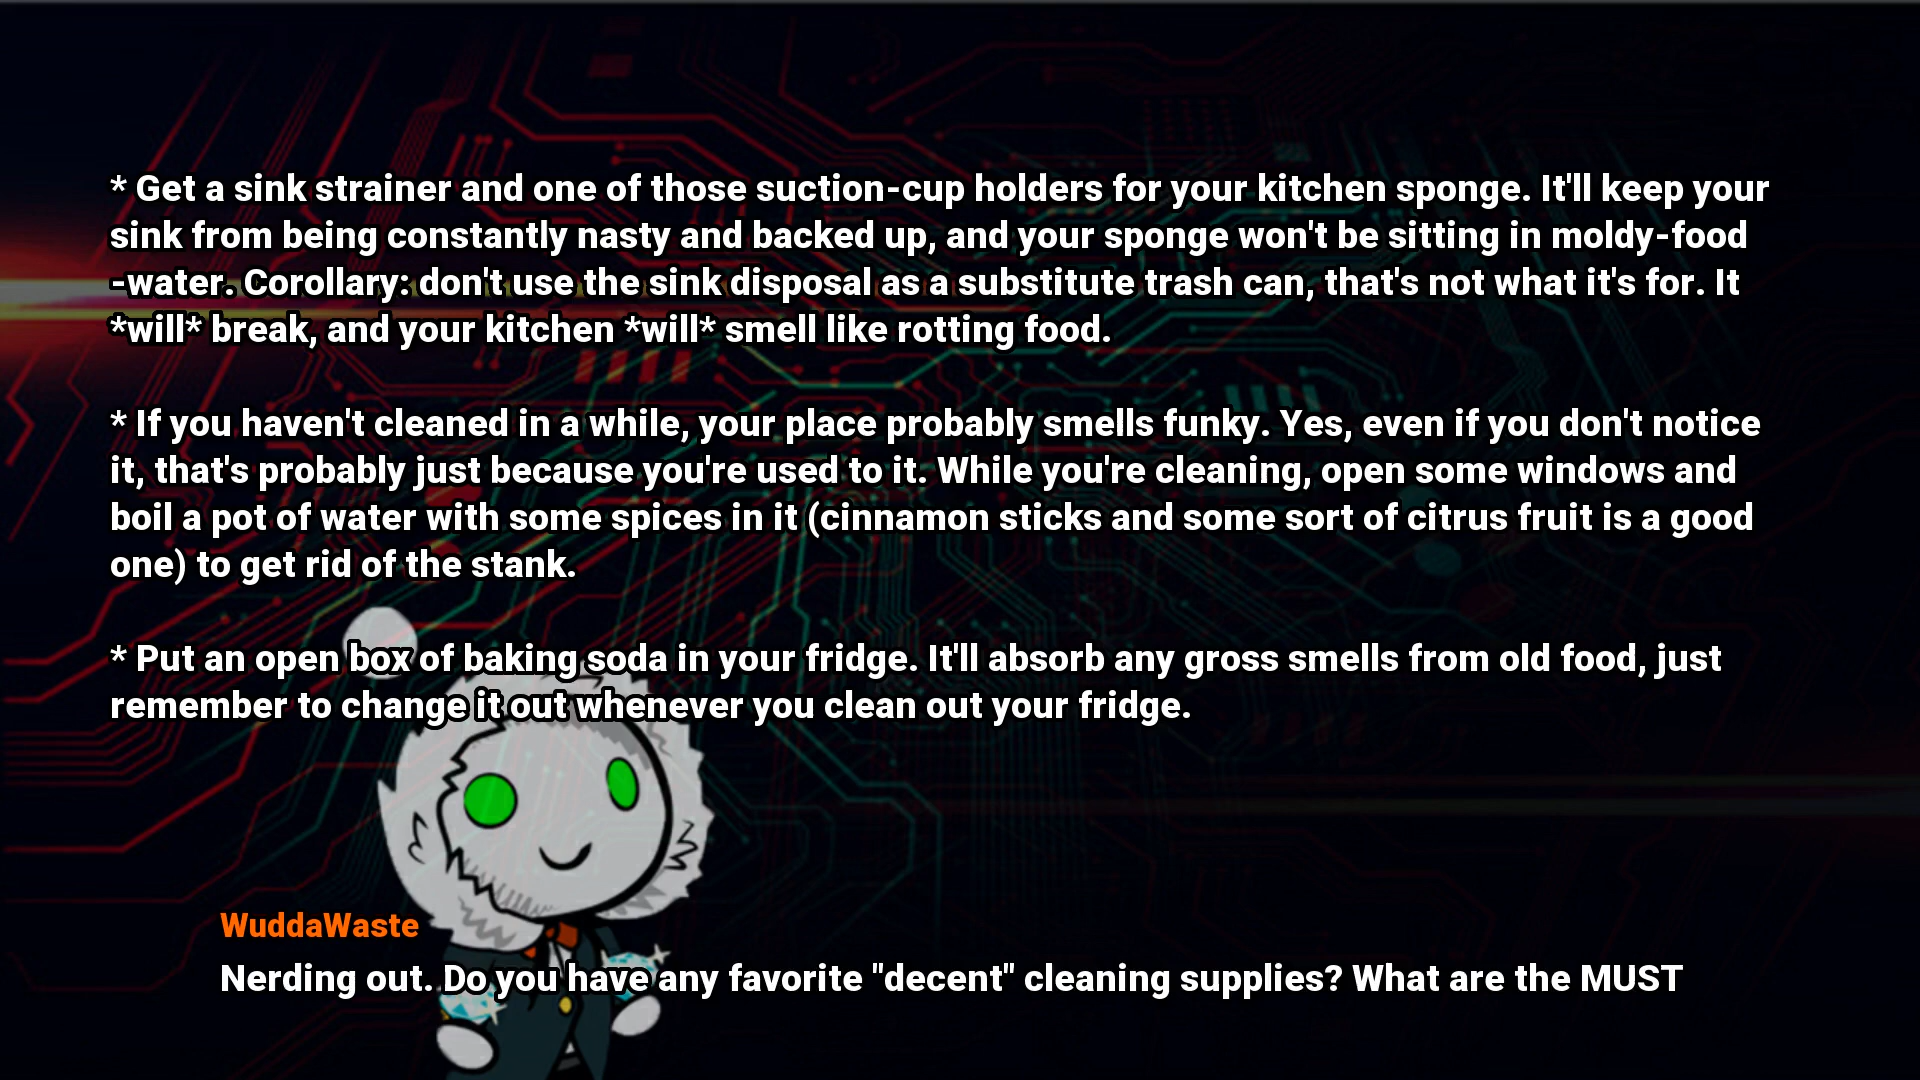 * Get a sink strainer and one of those suction-cup holders for your kitchen sponge. It'll keep your
sink from being constantly nasty and backed up, and your sponge won't be sitting in moldy-food
-water. Corollary: don't use the sink disposal as a substitute trash can, that's not what it's for. It
*will* break, and your kitchen *will* smell like rotting food.
* If you haven't cleaned in a while, your place probably smells funky. Yes, even if you don't notice
it, that's probably just because you're used to it. While you're cleaning, open some windows and
boil a pot of water with some spices in it (cinnamon sticks and some sort of citrus fruit is a good
one) to get rid of the stank.
* Put an open box of baking soda in your fridge. It'll absorb any gross smells from old food, just
remember to change it out whenever you clean out your fridge.
WuddaWaste
Nerding out. Do you have any favorite "decent" cleaning supplies? What are the MUST